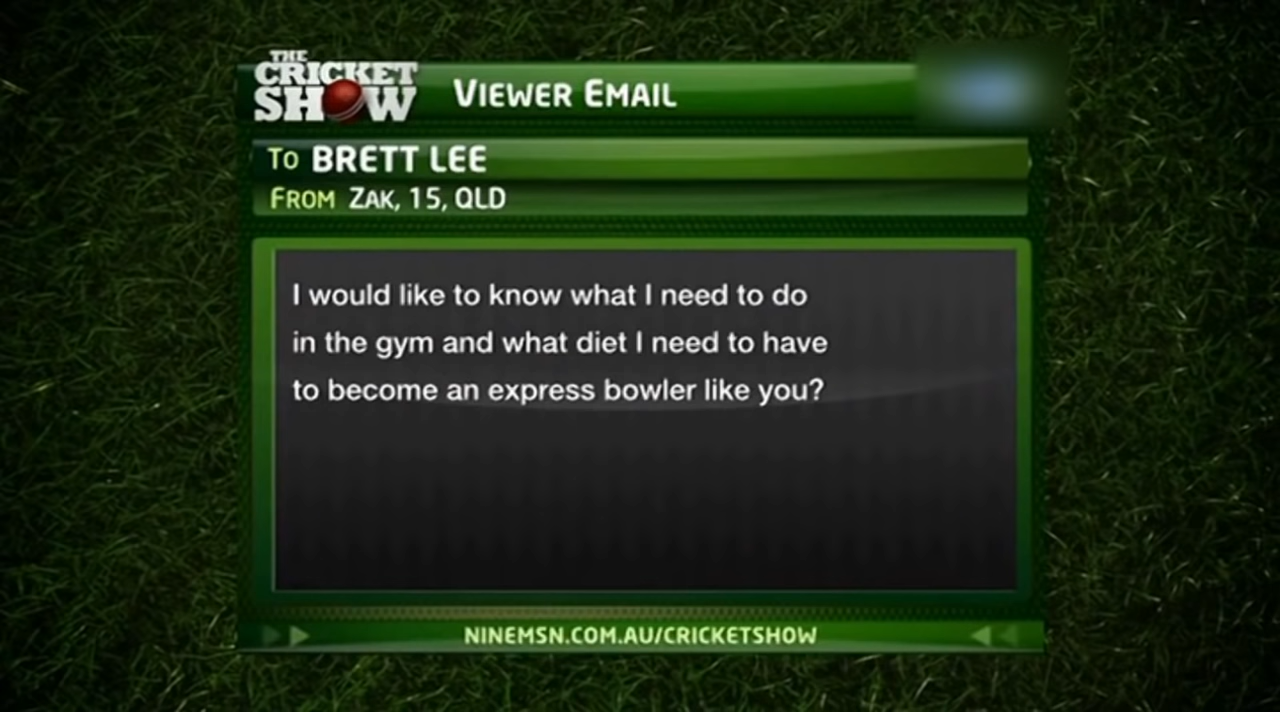 THE
CRICKET
SHOW
VIEWER EMAIL
TO BRETT LEE
FROM ZAK, 15, QLD
I would like to know what I need to do
in the gym and what diet I need to have
to become an express bowler like you?
NINEMSN.COM.AU/CRICKETSHOW